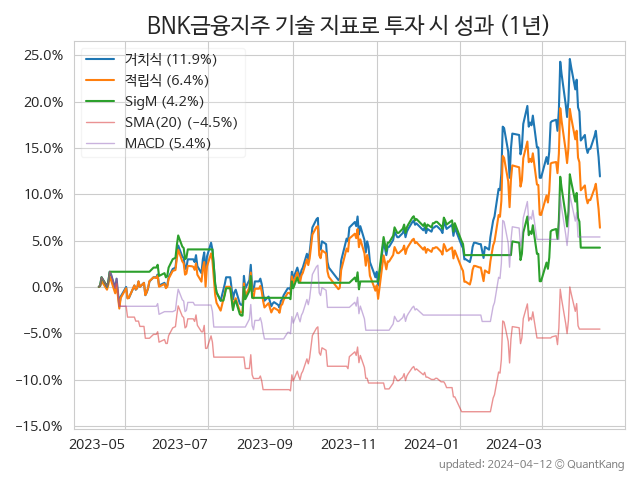 BNK금융지주 기술 지표로 투자 시 성과 (1년)
거치식 (11.9%)
적립식 (6.4%)
SigM (4.2%)
SMA(20) (−4.5%)
MACD (5.4%)
25.0%
20.0%
15.0%
10.0%
5.0%
0.0%
−5.0%
−10.0%
−15.0%
2023-05 2023-07 2023-09 2023-11 2024-01 2024-03
updated: 2024-04-12 © QuantKang